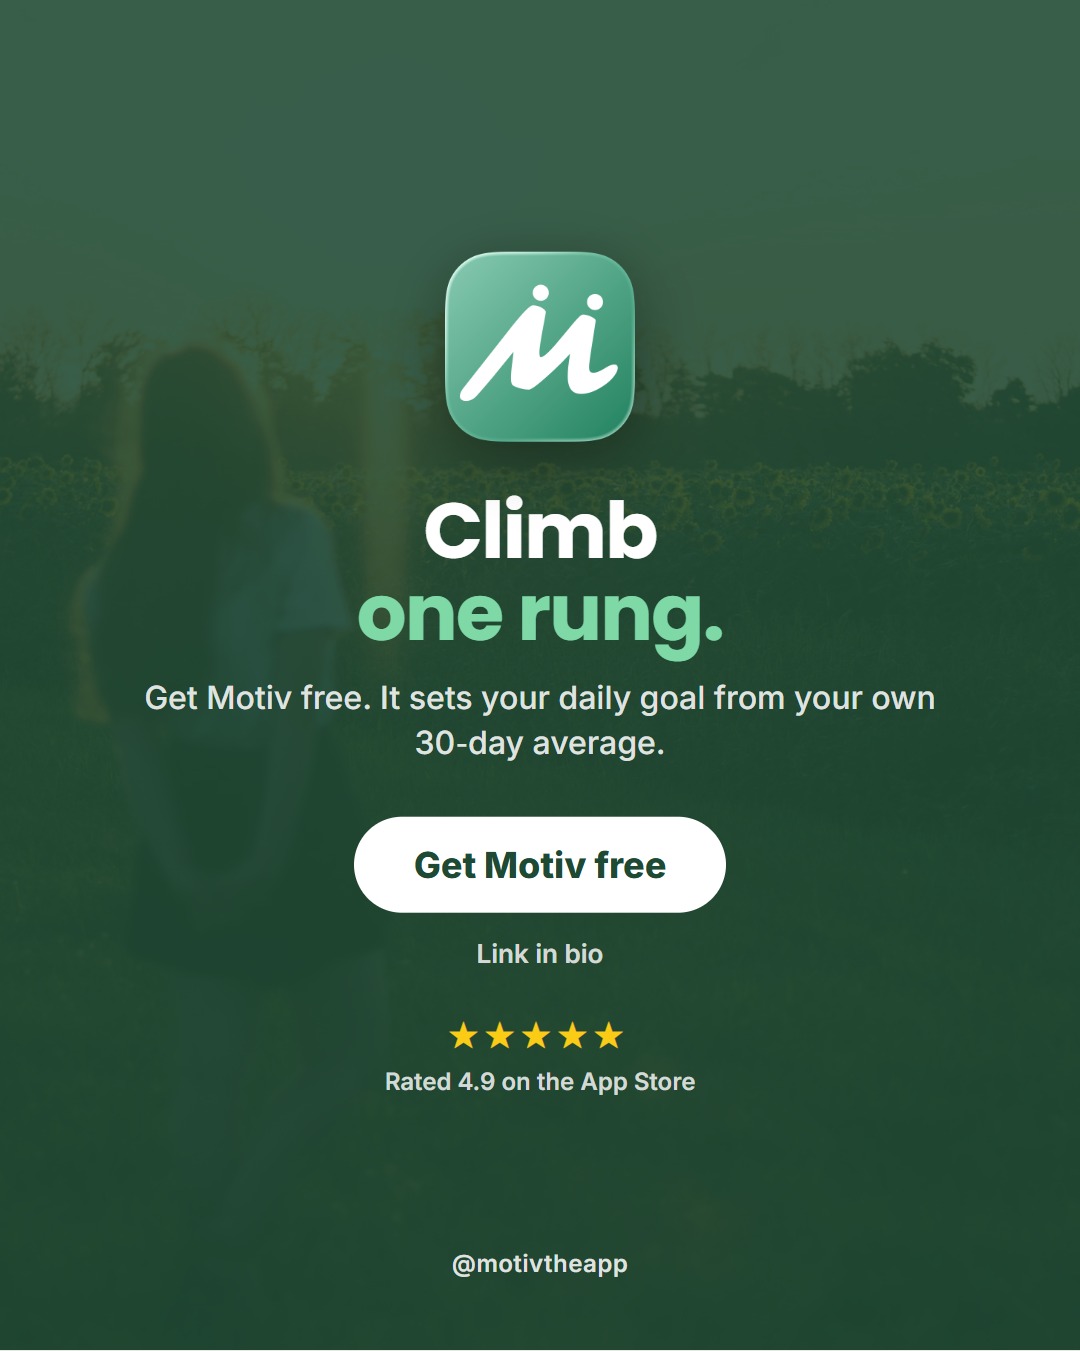 Climb
one rung.
Get Motiv free. It sets your daily goal from your own
30-day average.
Get Motiv free
Link in bio
Rated 4.9 on the App Store
@motivtheapp